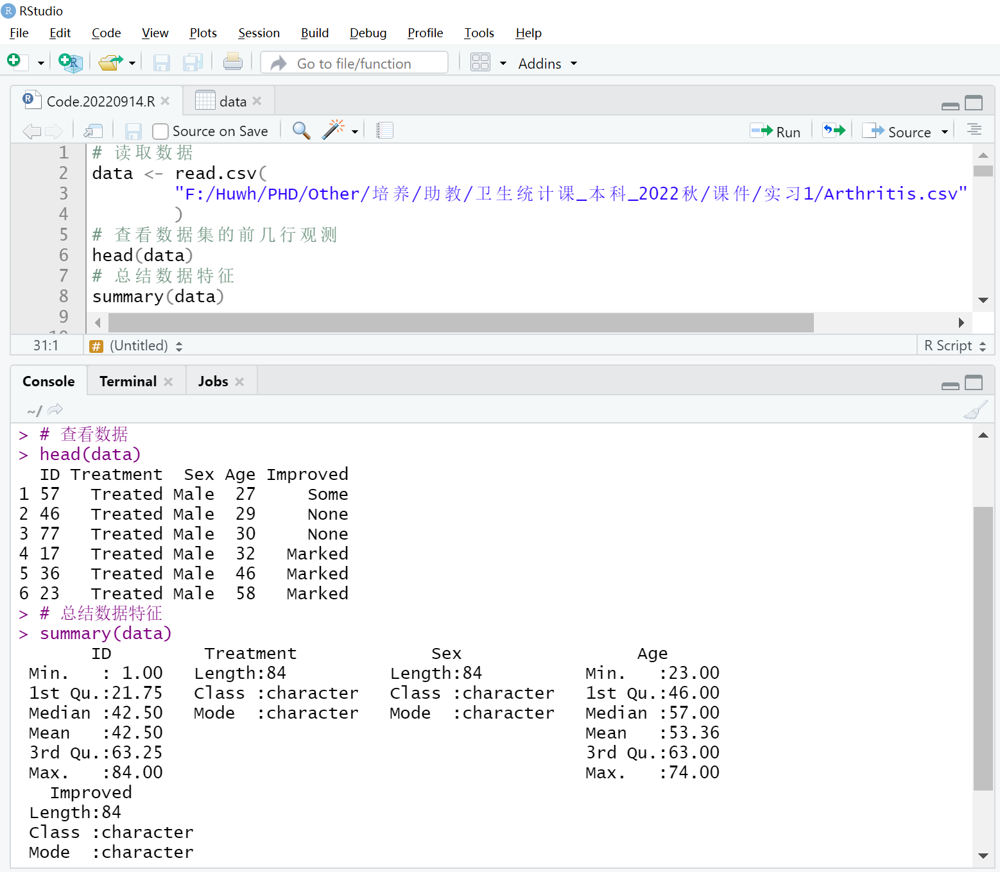 RStudio
File Edit Code View Plots Session Build Debug Profile Tools Help
Go to file/function Addins
Code.20220914.R data
Source on Save Run Source
1 # 读取数据
2 data <- read.csv(
3 "F:/Huwh/PHD/Other/培养/助教/卫生统计课_本科_2022秋/课件/实习1/Arthritis.csv"
4 )
5 # 查看数据集的前几行观测
6 head(data)
7 # 总结数据特征
8 summary(data)
9
31:1 # (Untitled) R Script
Console Terminal Jobs
~/
> # 查看数据
> head(data)
  ID Treatment  Sex Age Improved
1 57   Treated Male  27     Some
2 46   Treated Male  29     None
3 77   Treated Male  30     None
4 17   Treated Male  32   Marked
5 36   Treated Male  46   Marked
6 23   Treated Male  58   Marked
> # 总结数据特征
> summary(data)
       ID         Treatment             Sex                 Age
 Min.   : 1.00   Length:84          Length:84          Min.   :23.00
 1st Qu.:21.75   Class :character   Class :character   1st Qu.:46.00
 Median :42.50   Mode  :character   Mode  :character   Median :57.00
 Mean   :42.50                                         Mean   :53.36
 3rd Qu.:63.25                                         3rd Qu.:63.00
 Max.   :84.00                                         Max.   :74.00
   Improved
 Length:84
 Class :character
 Mode  :character